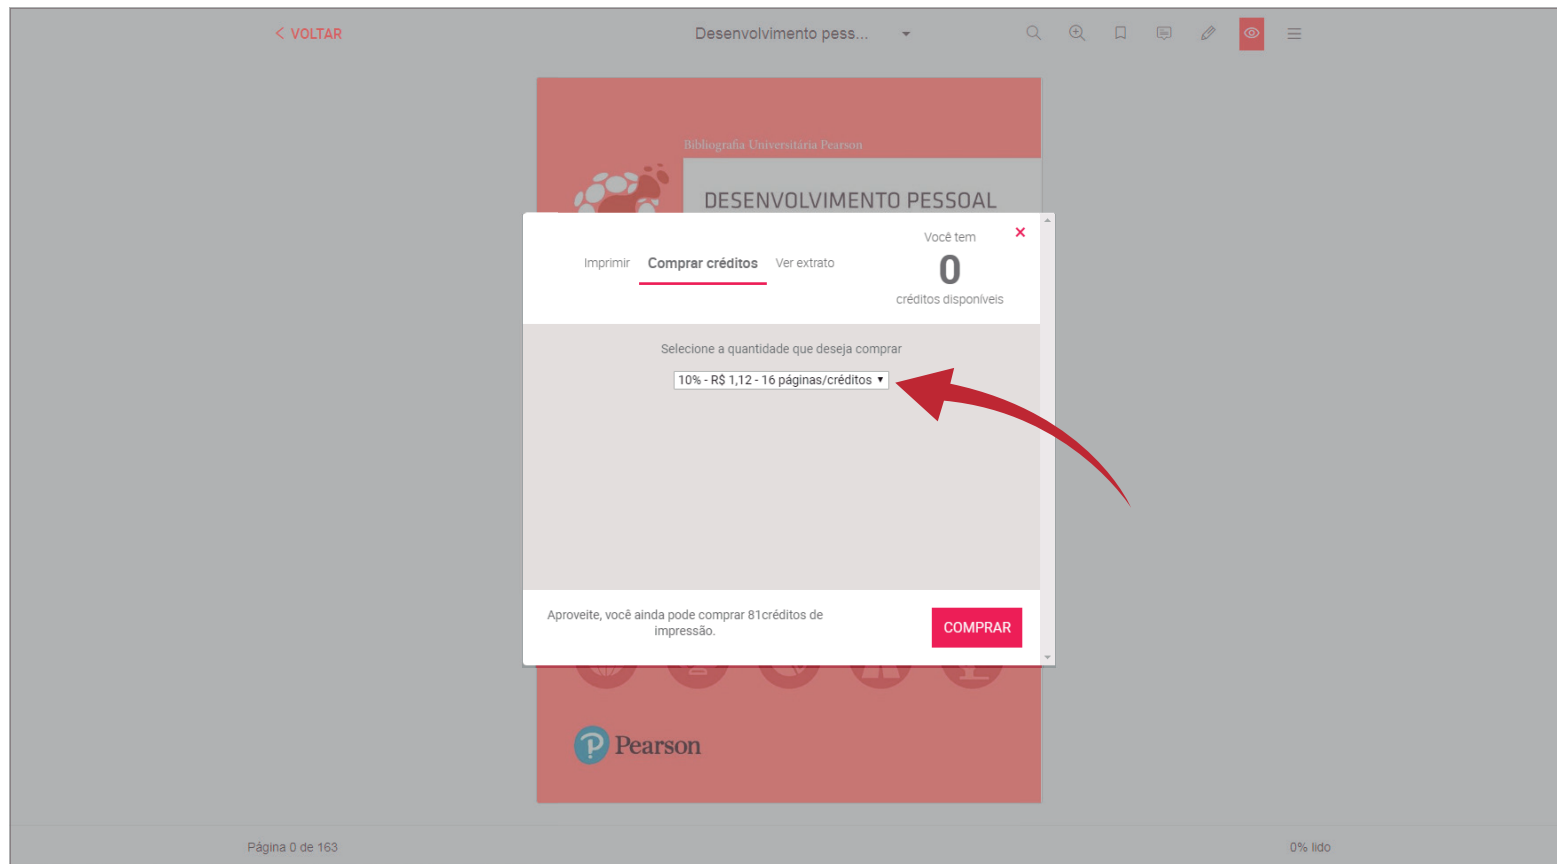 VOLTAR
Desenvolvimento pess...
Bibliografia Universitária Pearson
DESENVOLVIMENTO PESSOAL
Imprimir Comprar créditos Ver extrato
Você tem
0
créditos disponíveis
Selecione a quantidade que deseja comprar
10% - R$ 1,12 - 16 páginas/créditos
Aproveite, você ainda pode comprar 81créditos de
impressão.
COMPRAR
Pearson
Página 0 de 163
0% lido